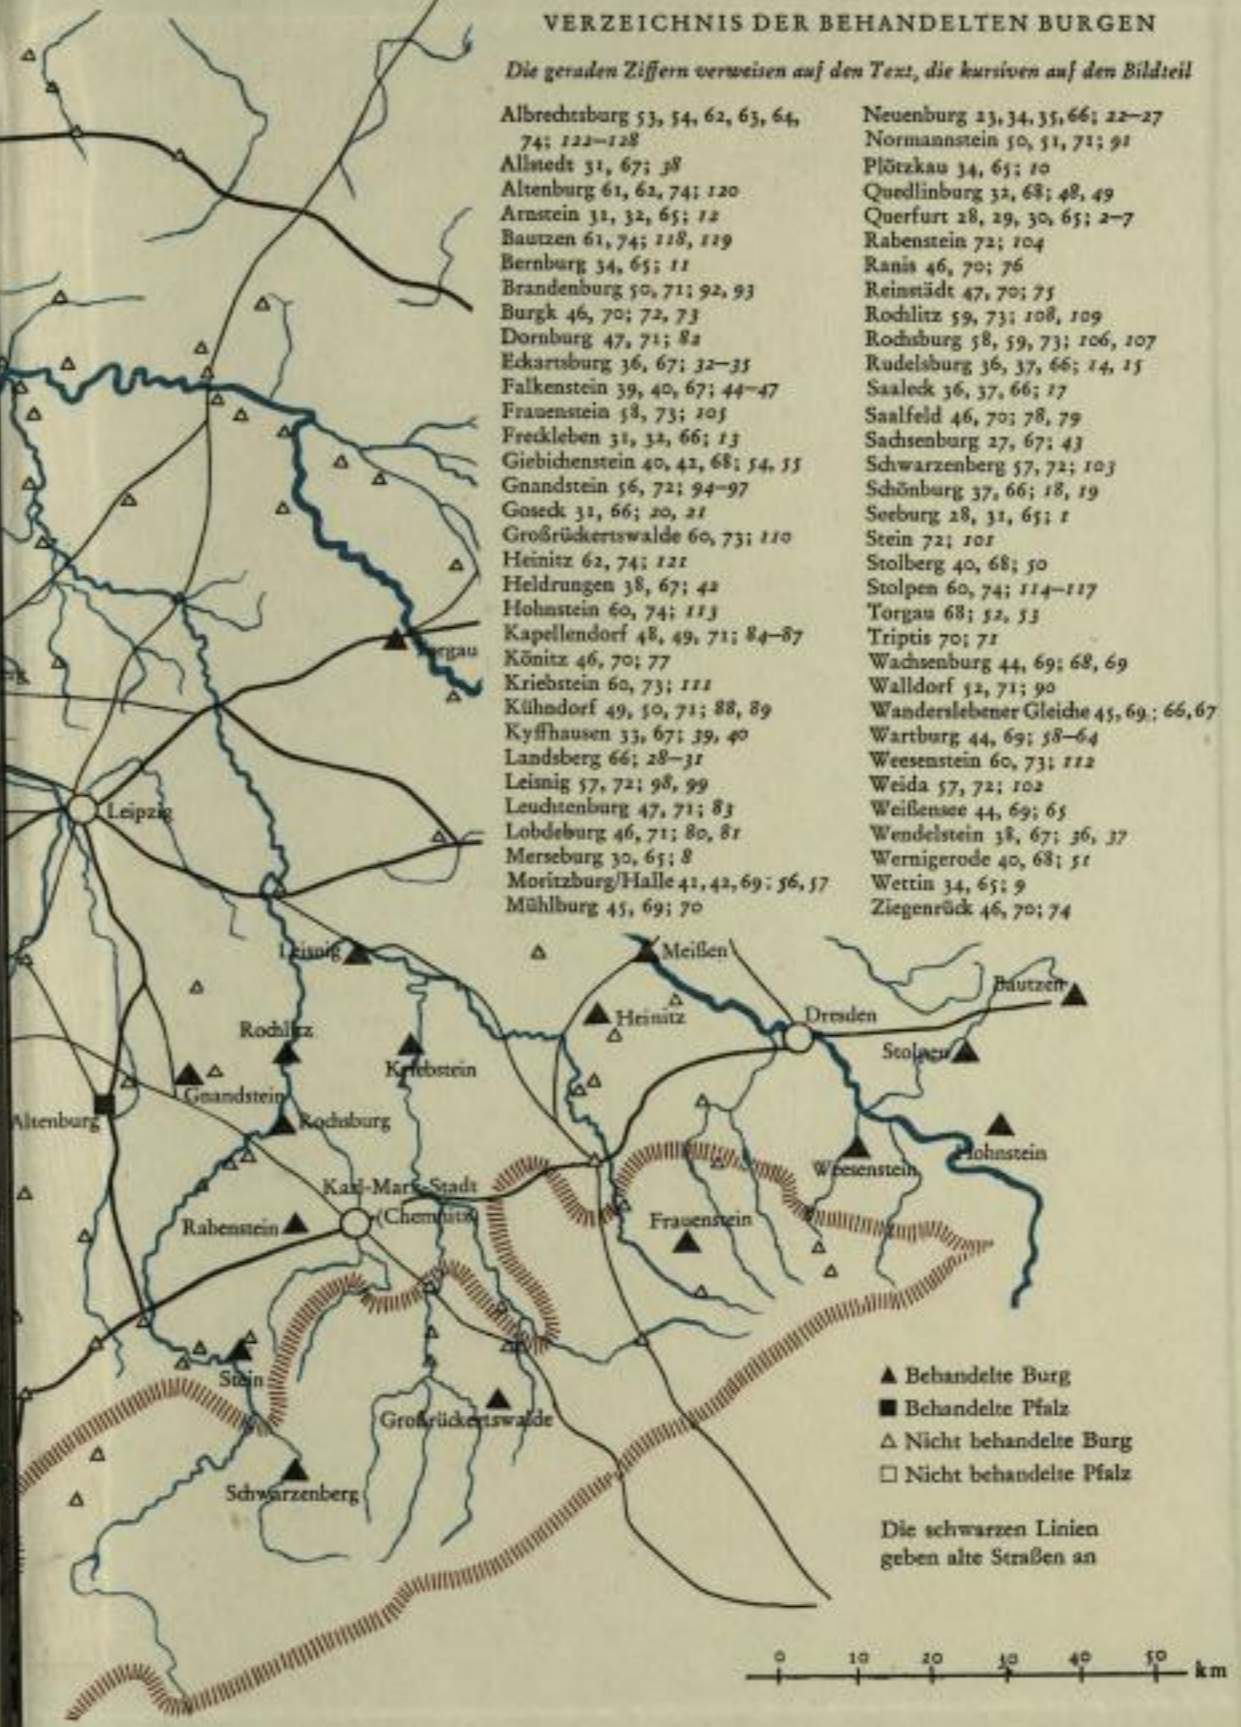 VERZEICHNIS DER BEHANDELTEN BURGEN
Die geraden Ziffern verweisen auf den Text, die kursiven auf den Bildteil
Albrechtsburg 53, 54, 62, 63, 64,
74; 122–128
Allstedt 31, 67; 38
Altenburg 61, 62, 74; 120
Arnstein 31, 32, 65; 12
Bautzen 61, 74; 118, 119
Bernburg 34, 65; 11
Brandenburg 50, 71; 92, 93
Burgk 46, 70; 72, 73
Dornburg 47, 71; 82
Eckartsburg 36, 67; 32–35
Falkenstein 39, 40, 67; 44–47
Frauenstein 58, 73; 105
Freckleben 31, 32, 66; 13
Giebichenstein 40, 42, 68; 54, 55
Gnandstein 56, 72; 94–97
Goseck 31, 66; 20, 21
Großrückertswalde 60, 73; 110
Heinitz 62, 74; 121
Heldrungen 38, 67; 42
Hohnstein 60, 74; 113
Kapellendorf 48, 49, 71; 84–87
Könitz 46, 70; 77
Kriebstein 60, 73; 111
Kühndorf 49, 50, 71; 88, 89
Kyffhausen 33, 67; 39, 40
Landsberg 66; 28–31
Leisnig 57, 72; 98, 99
Leuchtenburg 47, 71; 83
Lobdeburg 46, 71; 80, 81
Merseburg 30, 65; 8
Moritzburg/Halle 41, 42, 69; 56, 57
Mühlburg 45, 69; 70
Neuenburg 23, 34, 35, 66; 22–27
Normannstein 50, 51, 71; 91
Plötzkau 34, 65; 10
Quedlinburg 32, 68; 48, 49
Querfurt 28, 29, 30, 65; 2–7
Rabenstein 72; 104
Ranis 46, 70; 76
Reinstädt 47, 70; 75
Rochlitz 59, 73; 108, 109
Rochsburg 58, 59, 73; 106, 107
Rudelsburg 36, 37, 66; 14, 15
Saaleck 36, 37, 66; 17
Saalfeld 46, 70; 78, 79
Sachsenburg 27, 67; 43
Schwarzenberg 57, 72; 103
Schönburg 37, 66; 18, 19
Seeburg 28, 31, 65; 1
Stein 72; 101
Stolberg 40, 68; 50
Stolpen 60, 74; 114–117
Torgau 68; 52, 53
Triptis 70; 71
Wachsenburg 44, 69; 68, 69
Walldorf 52, 71; 90
Wanderslebener Gleiche 45, 69; 66, 67
Wartburg 44, 69; 58–64
Weesenstein 60, 73; 112
Weida 57, 72; 102
Weißensee 44, 69; 65
Wendelstein 38, 67; 36, 37
Wernigerode 40, 68; 51
Wettin 34, 65; 9
Ziegenrück 46, 70; 74
Torgau
Leipzig
Leisnig
Meißen
Bautzen
Heinitz
Dresden
Rochlitz
Kriebstein
Stolpen
Gnandstein
Altenburg
Rochsburg
Weesenstein
Hohnstein
Karl-Marx-Stadt
(Chemnitz)
Rabenstein
Frauenstein
Stein
Großrückertswalde
Schwarzenberg
Behandelte Burg
Behandelte Pfalz
Nicht behandelte Burg
Nicht behandelte Pfalz
Die schwarzen Linien
geben alte Straßen an
0 10 20 30 40 50 km